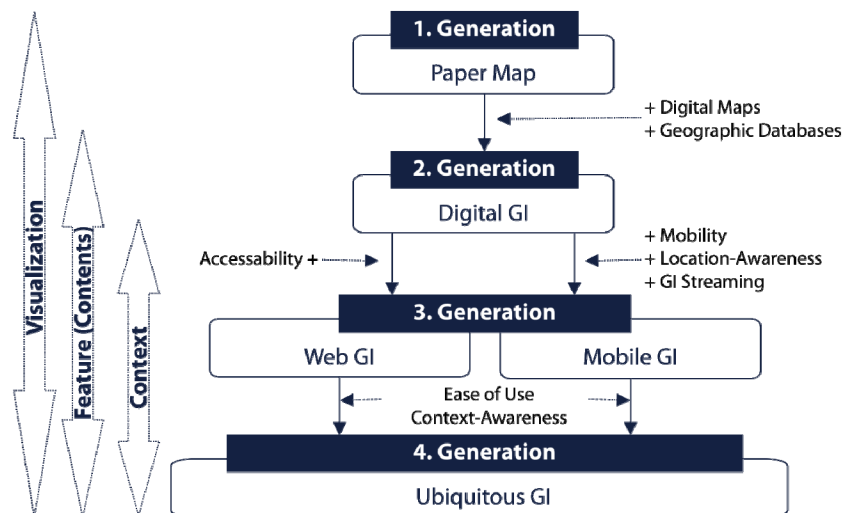 1. Generation
Paper Map
+ Digital Maps
+ Geographic Databases
2. Generation
Digital GI
Accessability +
+ Mobility
+ Location-Awareness
+ GI Streaming
3. Generation
Web GI
Mobile GI
Ease of Use
Context-Awareness
4. Generation
Ubiquitous GI
Visualization
Feature (Contents)
Context